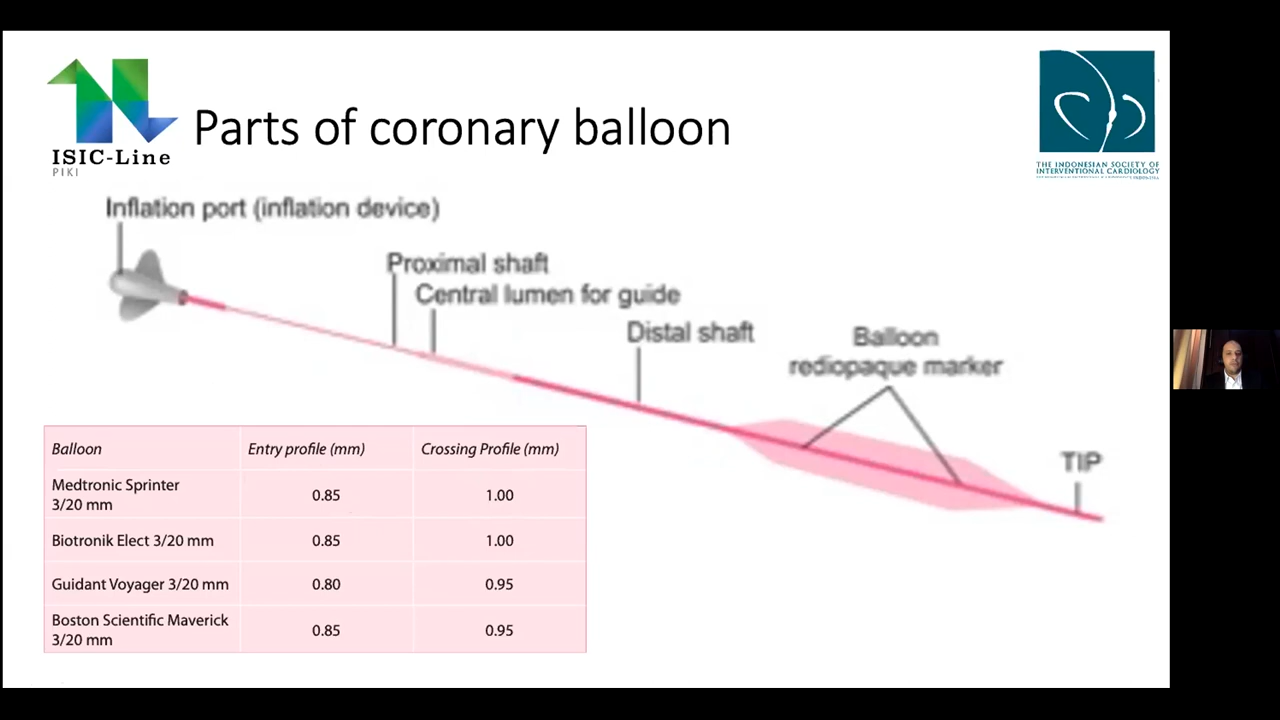 ISIC-Line
PIKI
Parts of coronary balloon
THE INDONESIAN SOCIETY OF
INTERVENTIONAL CARDIOLOGY
Inflation port (inflation device)
Proximal shaft
Central lumen for guide
Distal shaft
Balloon
rediopaque marker
TIP
Balloon Entry profile (mm) Crossing Profile (mm)
Medtronic Sprinter
3/20 mm 0.85 1.00
Biotronik Elect 3/20 mm 0.85 1.00
Guidant Voyager 3/20 mm 0.80 0.95
Boston Scientific Maverick
3/20 mm 0.85 0.95